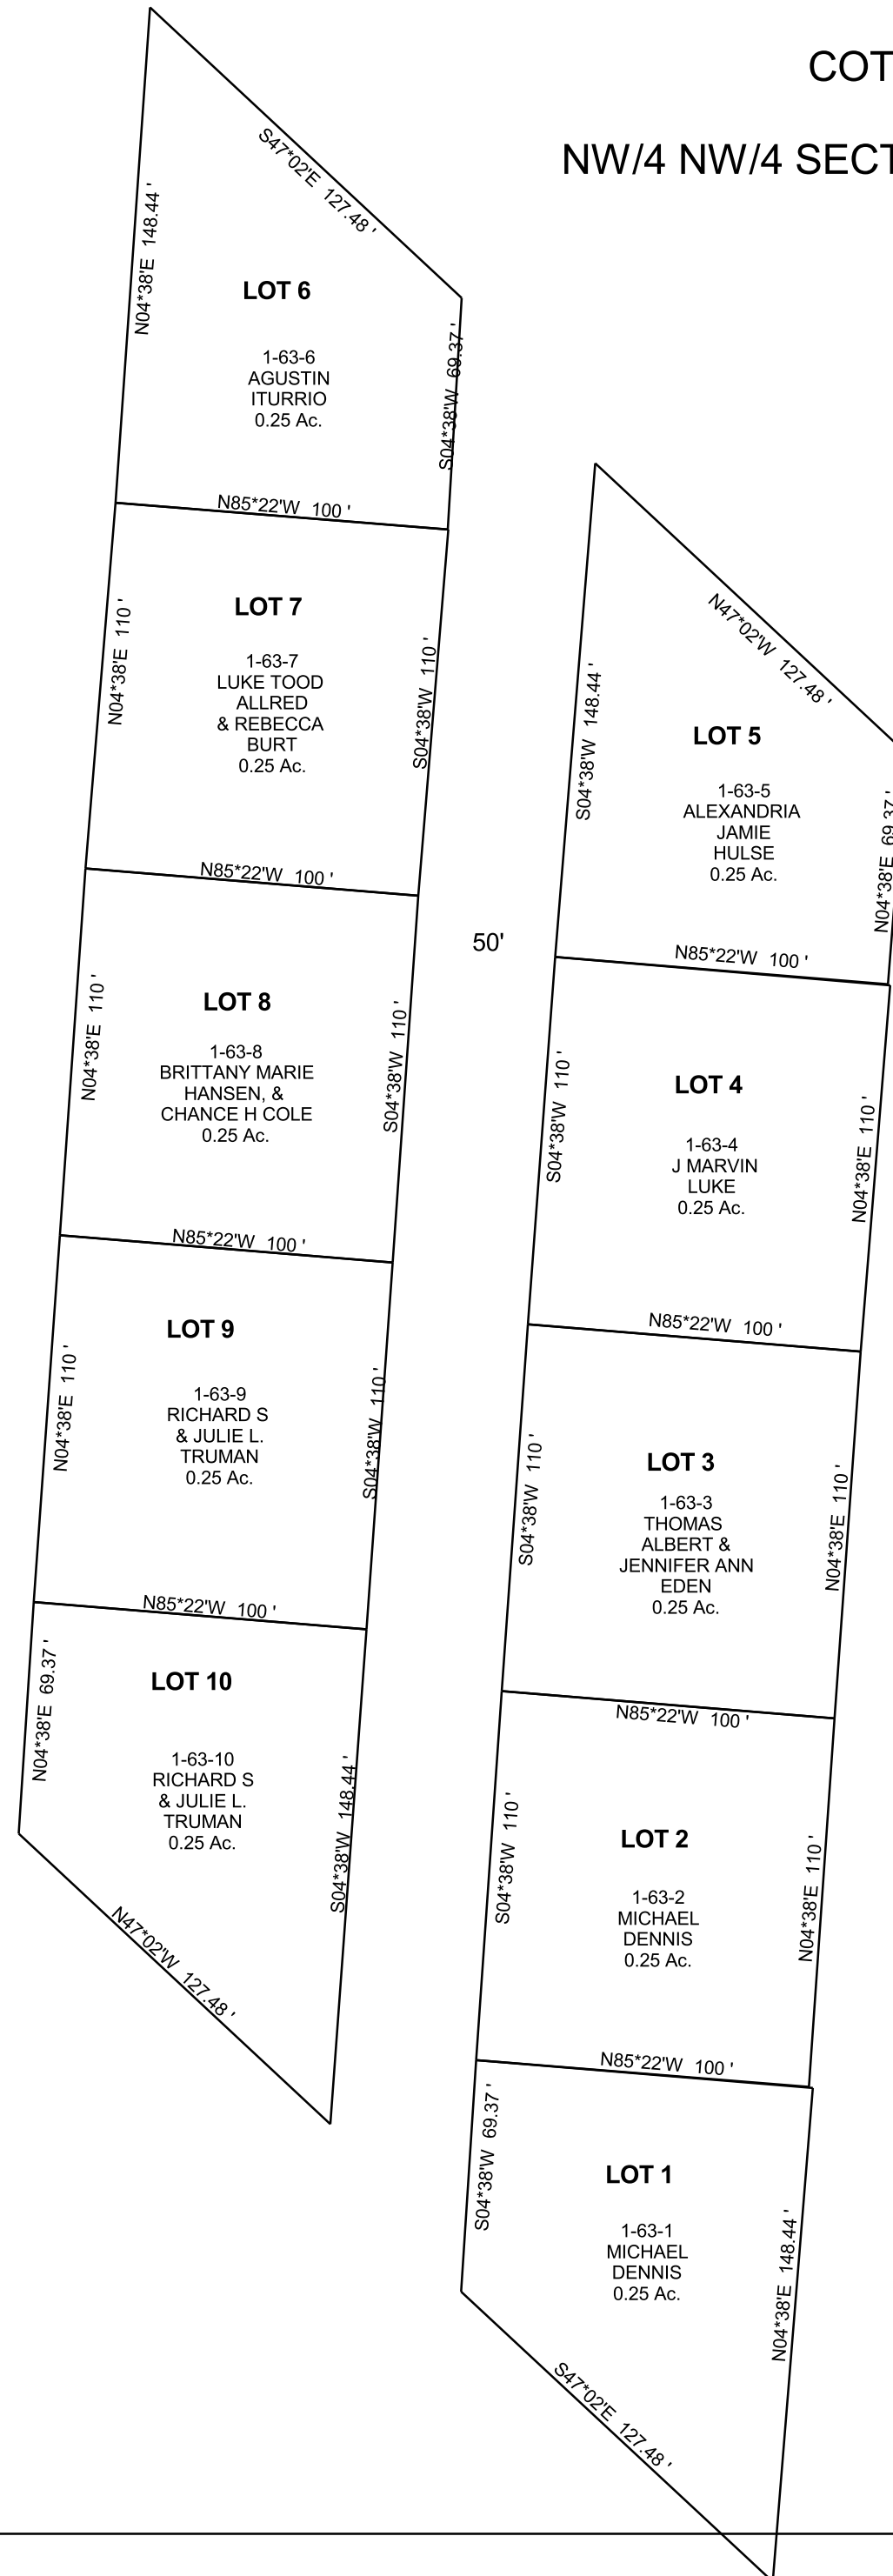 COT
NW/4 NW/4 SECT
S47*02'E 127.48 '
N04*38'E 148.44 '
LOT 6
1-63-6
AGUSTIN
ITURRIO
0.25 Ac.
S04*38'W 69.37 '
N85*22'W 100 '
LOT 7
1-63-7
LUKE TOOD
ALLRED
& REBECCA
BURT
0.25 Ac.
N04*38'E 110 '
S04*38'W 110 '
N85*22'W 100 '
LOT 8
1-63-8
BRITTANY MARIE
HANSEN, &
CHANCE H COLE
0.25 Ac.
N04*38'E 110 '
S04*38'W 110 '
N85*22'W 100 '
LOT 9
1-63-9
RICHARD S
& JULIE L.
TRUMAN
0.25 Ac.
N04*38'E 110 '
S04*38'W 110 '
N85*22'W 100 '
LOT 10
1-63-10
RICHARD S
& JULIE L.
TRUMAN
0.25 Ac.
N04*38'E 69.37 '
S04*38'W 148.44 '
N47*02'W 127.48 '
50'
N47*02'W 127.48 '
S04*38'W 148.44 '
LOT 5
1-63-5
ALEXANDRIA
JAMIE
HULSE
0.25 Ac.
N04*38'E 69.37 '
N85*22'W 100 '
LOT 4
1-63-4
J MARVIN
LUKE
0.25 Ac.
S04*38'W 110 '
N04*38'E 110 '
N85*22'W 100 '
LOT 3
1-63-3
THOMAS
ALBERT &
JENNIFER ANN
EDEN
0.25 Ac.
S04*38'W 110 '
N04*38'E 110 '
N85*22'W 100 '
LOT 2
1-63-2
MICHAEL
DENNIS
0.25 Ac.
S04*38'W 110 '
N04*38'E 110 '
N85*22'W 100 '
LOT 1
1-63-1
MICHAEL
DENNIS
0.25 Ac.
S04*38'W 69.37 '
N04*38'E 148.44 '
S47*02'E 127.48 '